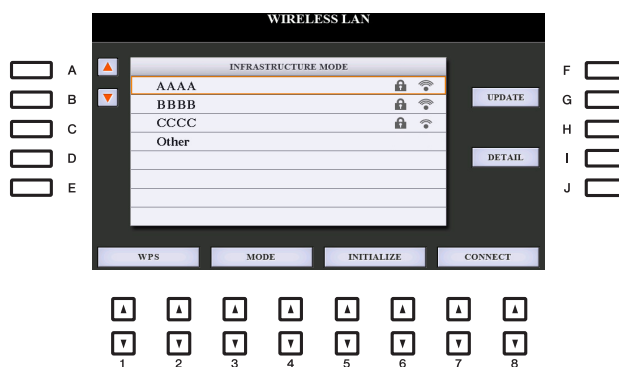 WIRELESS LAN
INFRASTRUCTURE MODE
AAAA
BBBB
CCCC
Other
UPDATE
DETAIL
WPS MODE INITIALIZE CONNECT
A
B
C
D
E
F
G
H
I
J
1 2 3 4 5 6 7 8